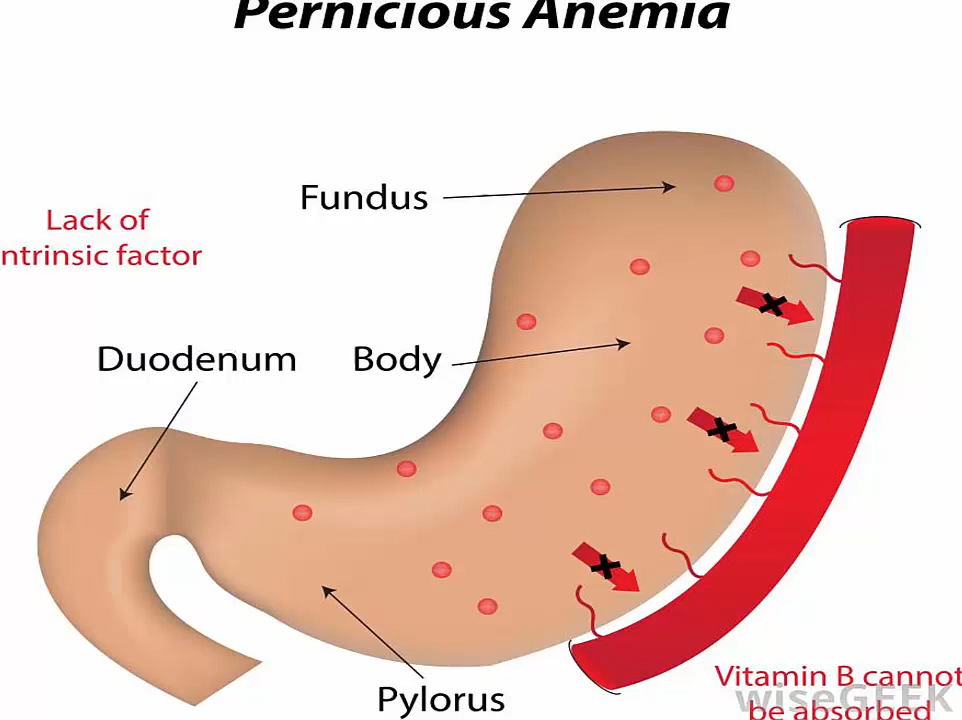 Pernicious Anemia
Fundus
Lack of
ntrinsic factor
Duodenum
Body
Pylorus
Vitamin B cannot
be absorbed
wiseGEEK